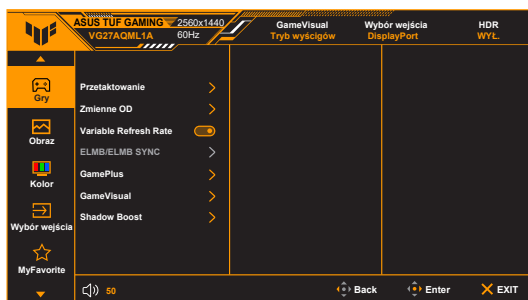 ASUS TUF GAMING 2560x1440 GameVisual Wybór wejścia HDR
VG27AQML1A 60Hz Tryb wyścigów DisplayPort WYŁ.
Gry
Obraz
Kolor
Wybór wejścia
MyFavorite
Przetaktowanie
Zmienne OD
Variable Refresh Rate
ELMB/ELMB SYNC
GamePlus
GameVisual
Shadow Boost
50 Back Enter EXIT